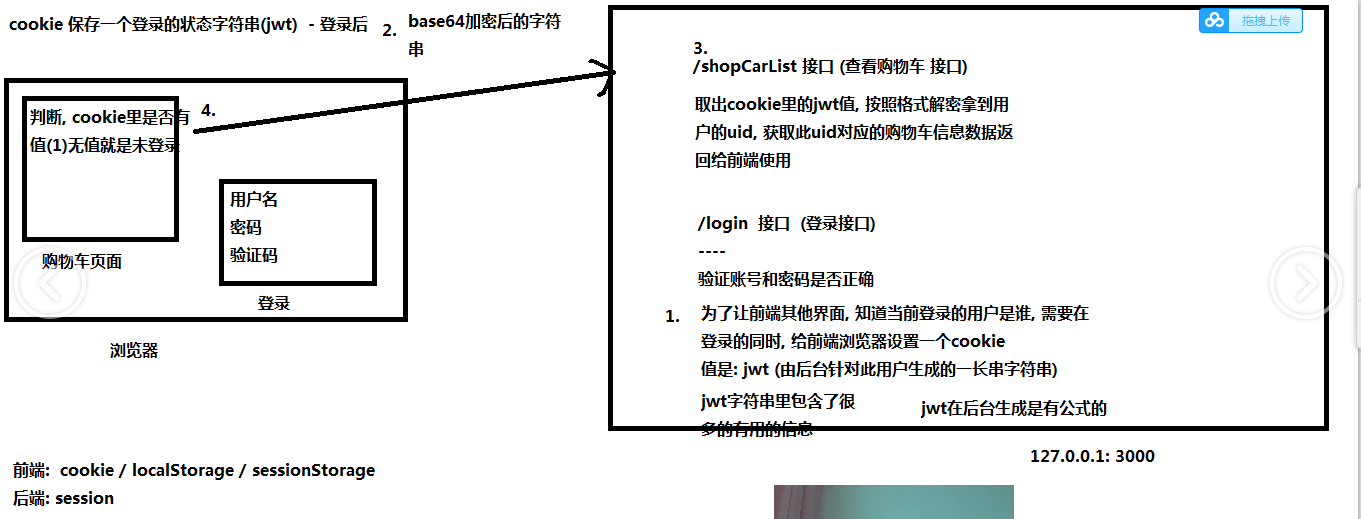 cookie 保存一个登录的状态字符串(jwt)  - 登录后
2.
base64加密后的字符
串
拖拽上传
判断, cookie里是否有
值(1)无值就是未登录
4.
用户名
密码
验证码
购物车页面
登录
浏览器
3.
/shopCarList 接口 (查看购物车 接口)
取出cookie里的jwt值, 按照格式解密拿到用
户的uid, 获取此uid对应的购物车信息数据返
回给前端使用
/login  接口  (登录接口)
----
验证账号和密码是否正确
1.
为了让前端其他界面, 知道当前登录的用户是谁, 需要在
登录的同时, 给前端浏览器设置一个cookie
值是: jwt (由后台针对此用户生成的一长串字符串)
jwt字符串里包含了很
多的有用的信息
jwt在后台生成是有公式的
127.0.0.1: 3000
前端:  cookie / localStorage / sessionStorage
后端: session